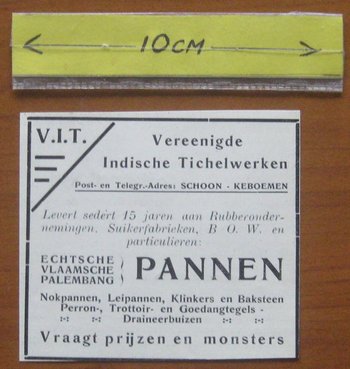 10CM
V.I.T.
Vereenigde
Indische Tichelwerken
Post- en Telegr.-Adres: SCHOON - KEBOEMEN
Levert sedert 15 jaren aan Rubberonder-
nemingen, Suikerfabrieken, B O. W. en
particulieren:
ECHTSCHE
VLAAMSCHE
PALEMBANG
PANNEN
Nokpannen, Leipannen, Klinkers en Baksteen
Perron-, Trottoir- en Goedangtegels -
Draineerbuizen
Vraagt prijzen en monsters